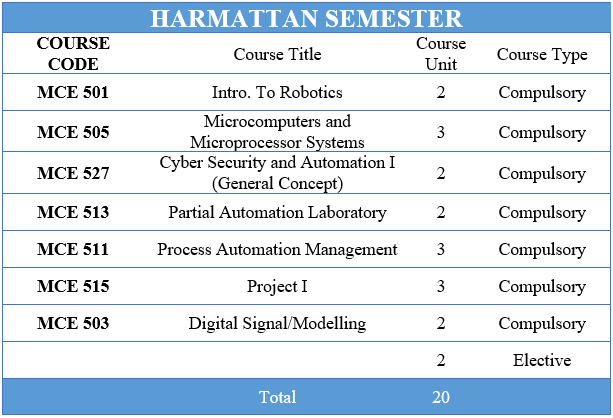 HARMATTAN SEMESTER
COURSE CODE Course Title Course Unit Course Type
MCE 501 Intro. To Robotics 2 Compulsory
MCE 505 Microcomputers and Microprocessor Systems 3 Compulsory
MCE 527 Cyber Security and Automation I (General Concept) 2 Compulsory
MCE 513 Partial Automation Laboratory 2 Compulsory
MCE 511 Process Automation Management 3 Compulsory
MCE 515 Project I 3 Compulsory
MCE 503 Digital Signal/Modelling 2 Compulsory
2 Elective
Total 20